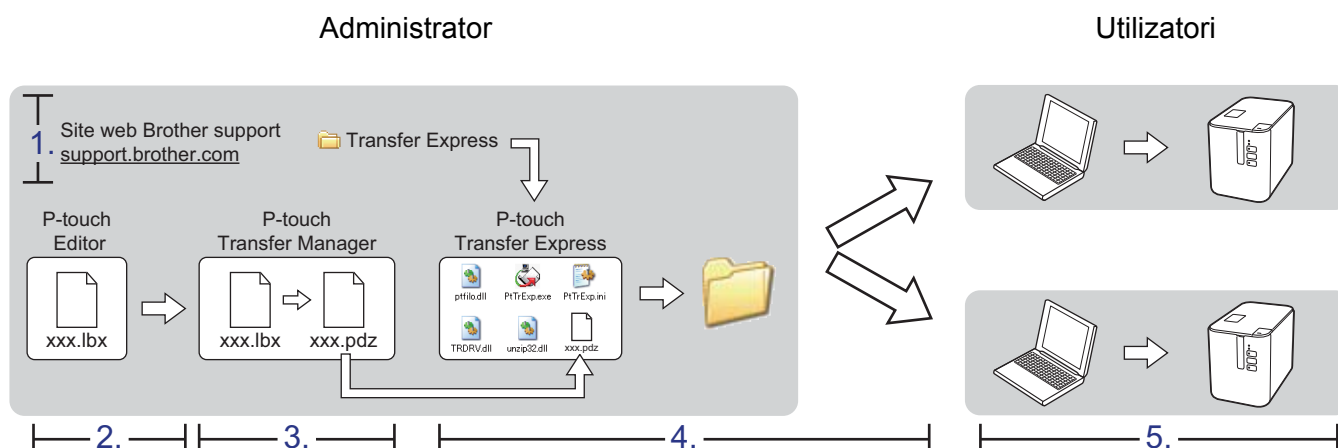 Administrator
Utilizatori
1.
Site web Brother support
support.brother.com
Transfer Express
P-touch
Editor
xxx.lbx
P-touch
Transfer Manager
xxx.lbx
xxx.pdz
P-touch
Transfer Express
ptfilo.dll
PtTrExp.exe
PtTrExp.ini
TRDRV.dll
unzip32.dll
xxx.pdz
2.
3.
4.
5.